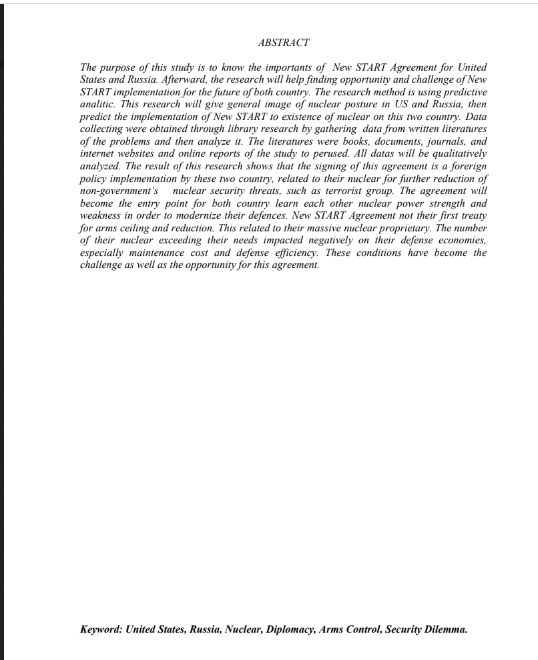 ABSTRACT
The purpose of this study is to know the importants of New START Agreement for United
States and Russia. Afterward, the research will help finding opportunity and challenge of New
START implementation for the future of both country. The research method is using predictive
analitic. This research will give general image of nuclear posture in US and Russia, then
predict the implementation of New START to existence of nuclear on this two country. Data
collecting were obtained through library research by gathering data from written literatures
of the problems and then analyze it. The literatures were books, documents, journals, and
internet websites and online reports of the study to perused. All datas will be qualitatively
analyzed. The result of this research shows that the signing of this agreement is a forerign
policy implementation by these two country, related to their nuclear for further reduction of
non-government's nuclear security threats, such as terrorist group. The agreement will
become the entry point for both country learn each other nuclear power strength and
weakness in order to modernize their defences. New START Agreement not their first treaty
for arms ceiling and reduction. This related to their massive nuclear proprietary. The number
of their nuclear exceeding their needs impacted negatively on their defense economies,
especially maintenance cost and defense efficiency. These conditions have become the
challenge as well as the opportunity for this agreement.
Keyword: United States, Russia, Nuclear, Diplomacy, Arms Control, Security Dilemma.